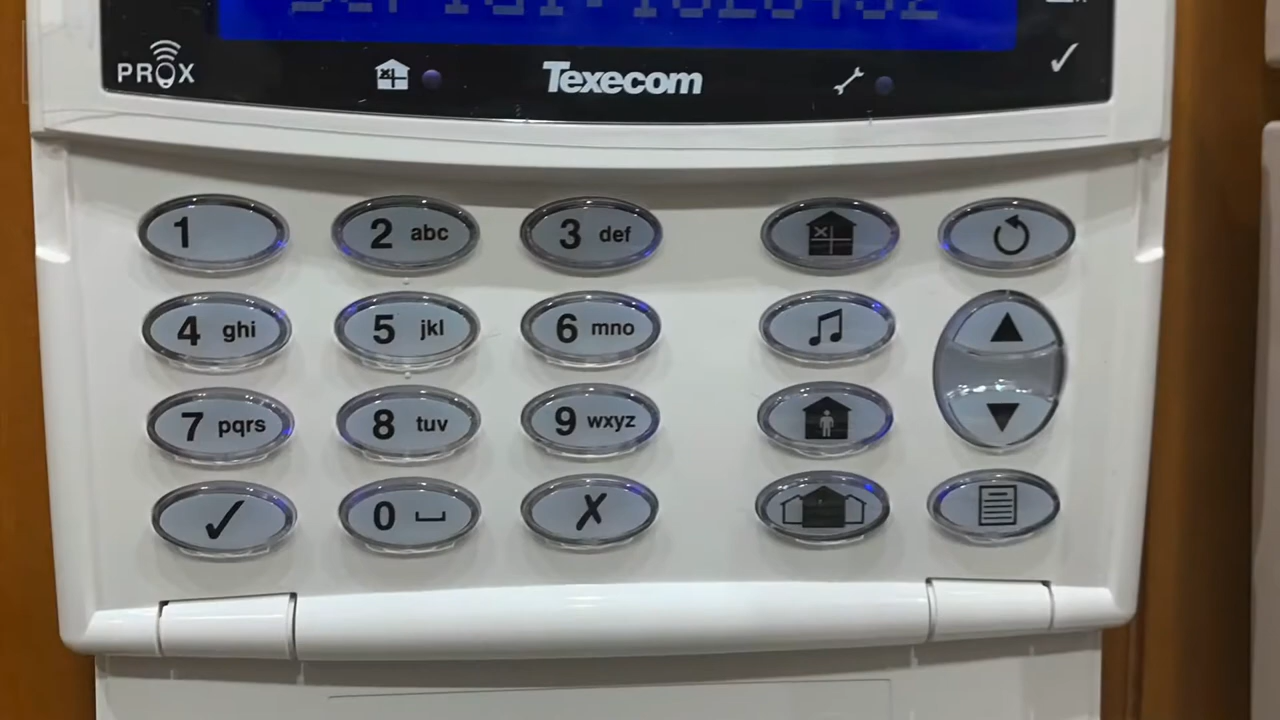 PROX
Texecom
1
2 abc
3 def
4 ghi
5 jkl
6 mno
7 pqrs
8 tuv
9 wxyz
0